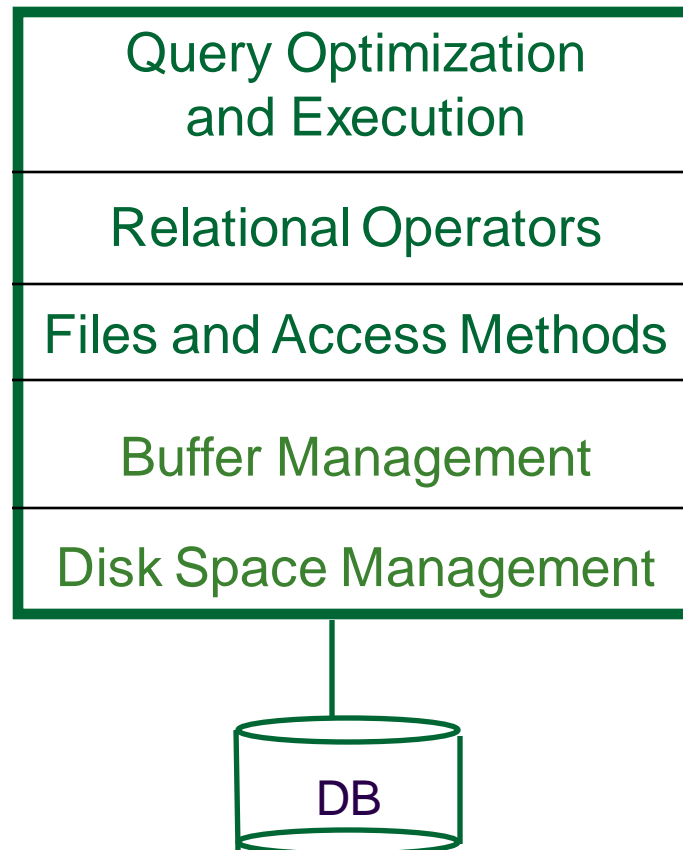 Query Optimization
and Execution
Relational Operators
Files and Access Methods
Buffer Management
Disk Space Management
DB